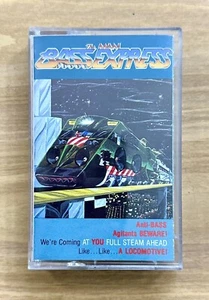 BASS EXPRESS
Anti-BASS
Agitants BEWARE!
We're Coming AT YOU FULL STEAM AHEAD
Like...Like...A LOCOMOTIVE!